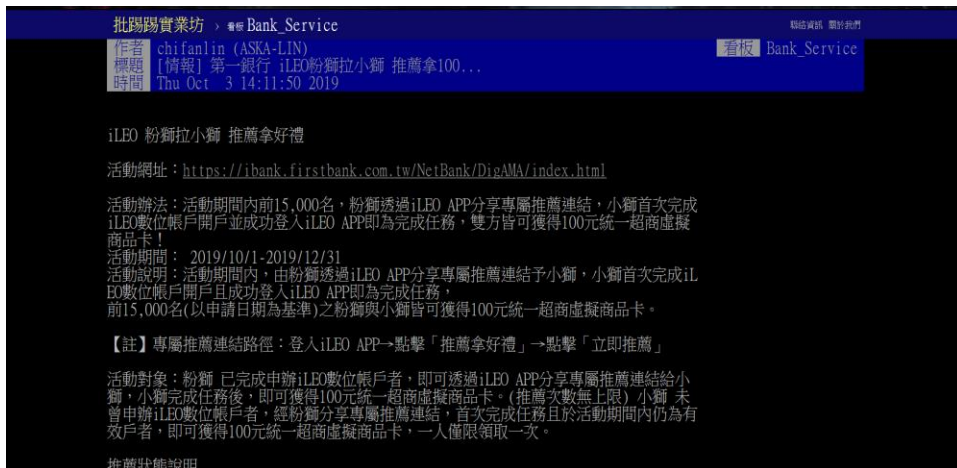 批踢踢實業坊 › 看板 Bank_Service
聯絡資訊 關於我們
作者 chifanlin (ASKA-LIN)
看板 Bank_Service
標題 [情報] 第一銀行 iLEO粉獅拉小獅 推薦拿100...
時間 Thu Oct 3 14:11:50 2019
iLEO 粉獅拉小獅 推薦拿好禮
活動網址：https://ibank.firstbank.com.tw/NetBank/DigAMA/index.html
活動辦法：活動期間內前15,000名，粉獅透過iLEO APP分享專屬推薦連結，小獅首次完成
iLEO數位帳戶開戶並成功登入iLEO APP即為完成任務，雙方皆可獲得100元統一超商虛擬
商品卡！
活動期間： 2019/10/1-2019/12/31
活動說明：活動期間內，由粉獅透過iLEO APP分享專屬推薦連結予小獅，小獅首次完成iL
EO數位帳戶開戶且成功登入iLEO APP即為完成任務，
前15,000名(以申請日期為基準)之粉獅與小獅皆可獲得100元統一超商虛擬商品卡。
【註】專屬推薦連結路徑：登入iLEO APP→點擊「推薦拿好禮」→點擊「立即推薦」
活動對象：粉獅 已完成申辦iLEO數位帳戶者，即可透過iLEO APP分享專屬推薦連結給小
獅，小獅完成任務後，即可獲得100元統一超商虛擬商品卡。(推薦次數無上限) 小獅 未
曾申辦iLEO數位帳戶者，經粉獅分享專屬推薦連結，首次完成任務且於活動期間內仍為有
效戶者，即可獲得100元統一超商虛擬商品卡，一人僅限領取一次。
推薦狀態說明